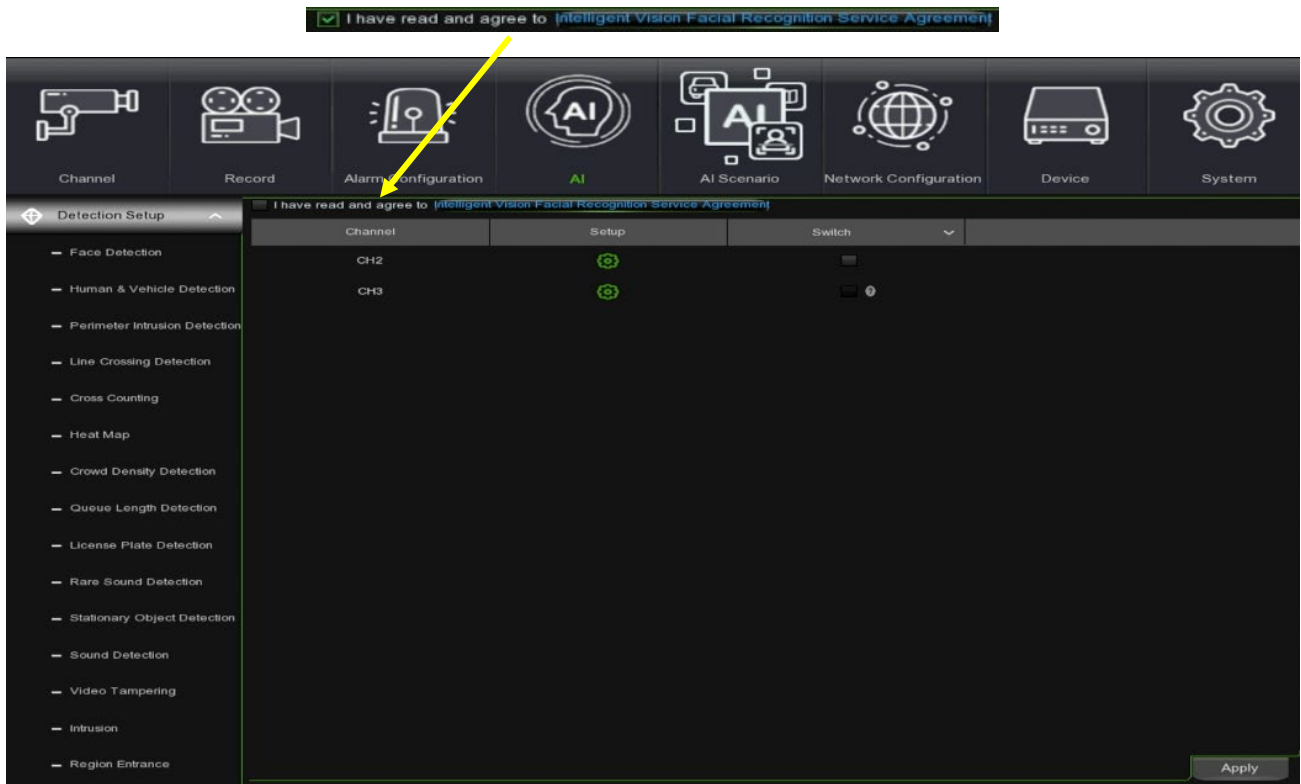 I have read and agree to Intelligent Vision Facial Recognition Service Agreement
Channel Record Alarm Configuration AI AI Scenario Network Configuration Device System
Detection Setup
I have read and agree to Intelligent Vision Facial Recognition Service Agreement
Channel Setup Switch
Face Detection
CH2
Human & Vehicle Detection
CH3
Perimeter Intrusion Detection
Line Crossing Detection
Cross Counting
Heat Map
Crowd Density Detection
Queue Length Detection
License Plate Detection
Rare Sound Detection
Stationary Object Detection
Sound Detection
Video Tampering
Intrusion
Region Entrance
Apply